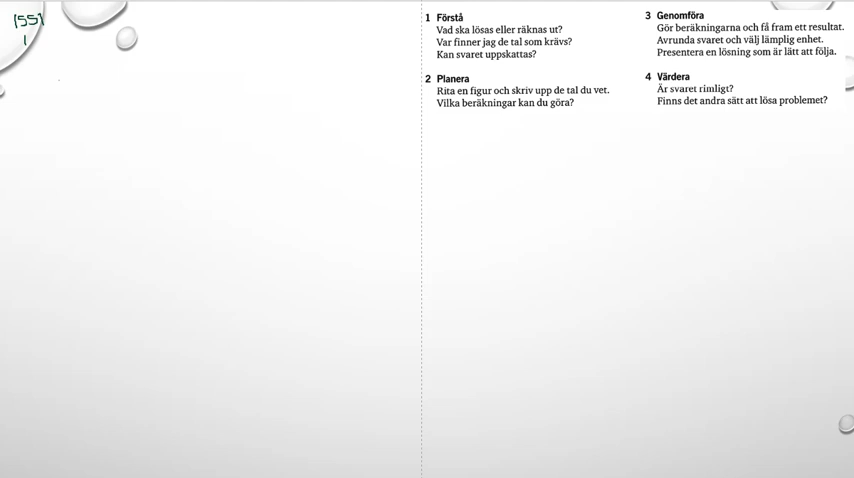 1551
1
1 Förstå
Vad ska lösas eller räknas ut?
Var finner jag de tal som krävs?
Kan svaret uppskattas?
2 Planera
Rita en figur och skriv upp de tal du vet.
Vilka beräkningar kan du göra?
3 Genomföra
Gör beräkningarna och få fram ett resultat.
Avrunda svaret och välj lämplig enhet.
Presentera en lösning som är lätt att följa.
4 Värdera
Är svaret rimligt?
Finns det andra sätt att lösa problemet?